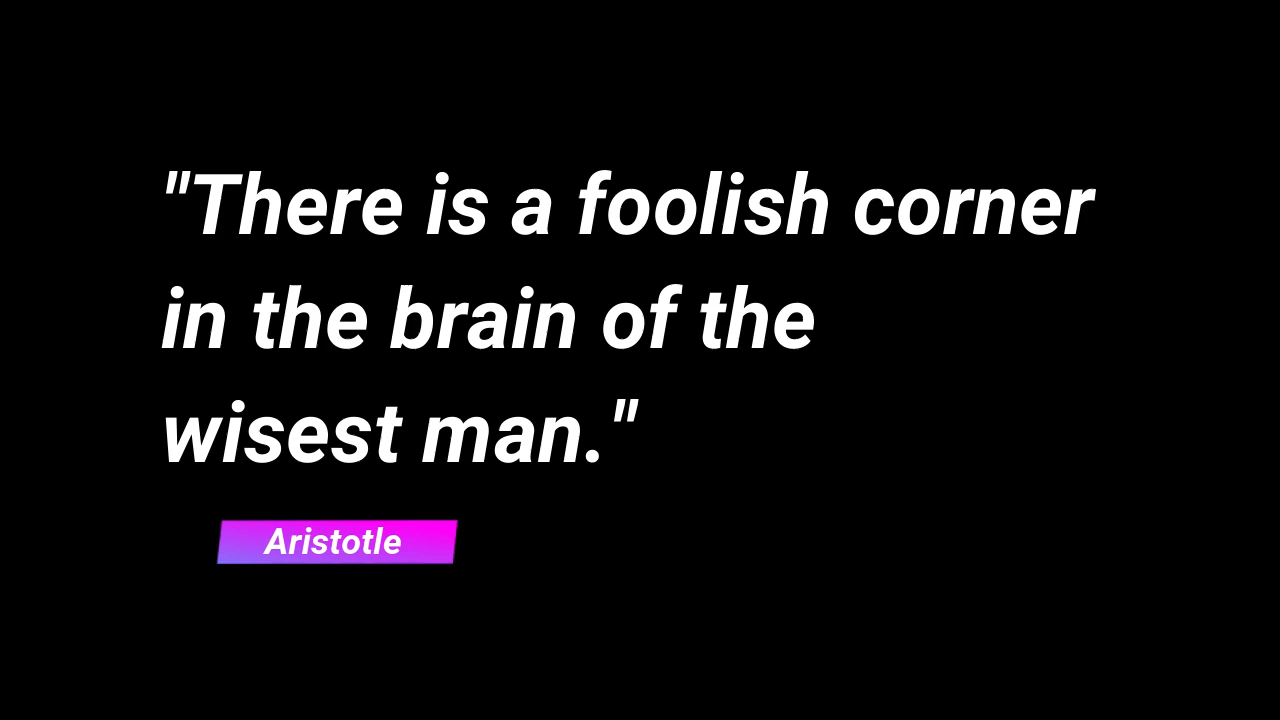 "There is a foolish corner
in the brain of the
wisest man."
Aristotle